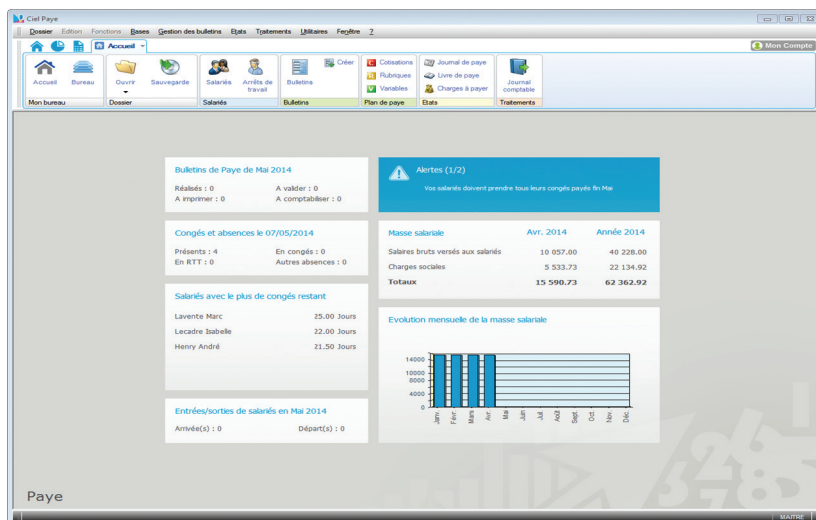 Ciel Paye
Dossier Edition Fonctions Bases Gestion des bulletins Etats Traitements Utilitaires Fenêtre ?
Accueil
Mon Compte
Accueil Bureau Ouvrir Sauvegarde Salariés Arrêts de travail Bulletins Créer
Cotisations
Rubriques
Variables
Journal de paye
Livre de paye
Charges à payer
Journal comptable
Mon bureau Dossier Salariés Bulletins Plan de paye Etats Traitements
Bulletins de Paye de Mai 2014
Réalisés : 0 A valider : 0
A imprimer : 0 A comptabiliser : 0
Congés et absences le 07/05/2014
Présents : 4 En congés : 0
En RTT : 0 Autres absences : 0
Salariés avec le plus de congés restant
Lavente Marc 25.00 Jours
Lecadre Isabelle 22.00 Jours
Henry André 21.50 Jours
Entrées/sorties de salariés en Mai 2014
Arrivée(s) : 0 Départ(s) : 0
Alertes (1/2)
Vos salariés doivent prendre tous leurs congés payés fin Mai
Masse salariale Avr. 2014 Année 2014
Salaires bruts versés aux salariés 10 057.00 40 228.00
Charges sociales 5 533.73 22 134.92
Totaux 15 590.73 62 362.92
Evolution mensuelle de la masse salariale
14000
10000
8000
4000
0
Janv. Févr. Mars Avr. Mai Juin Juil. Août Sept. Oct. Nov. Déc.
Paye
MAITRE